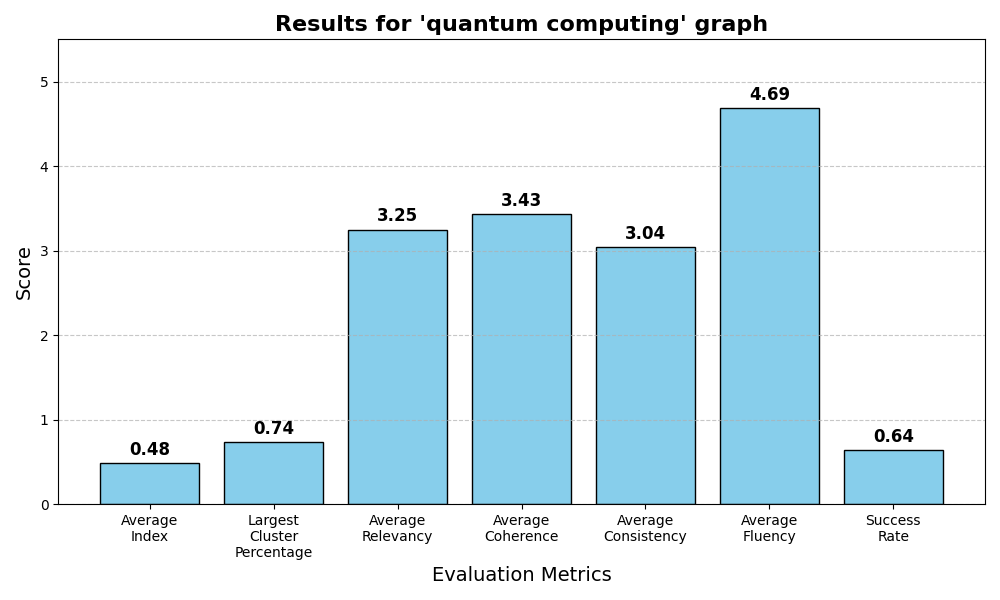 Results for 'quantum computing' graph
Score
5
4
3
2
1
0
0.48
0.74
3.25
3.43
3.04
4.69
0.64
Average
Index
Largest
Cluster
Percentage
Average
Relevancy
Average
Coherence
Average
Consistency
Average
Fluency
Success
Rate
Evaluation Metrics